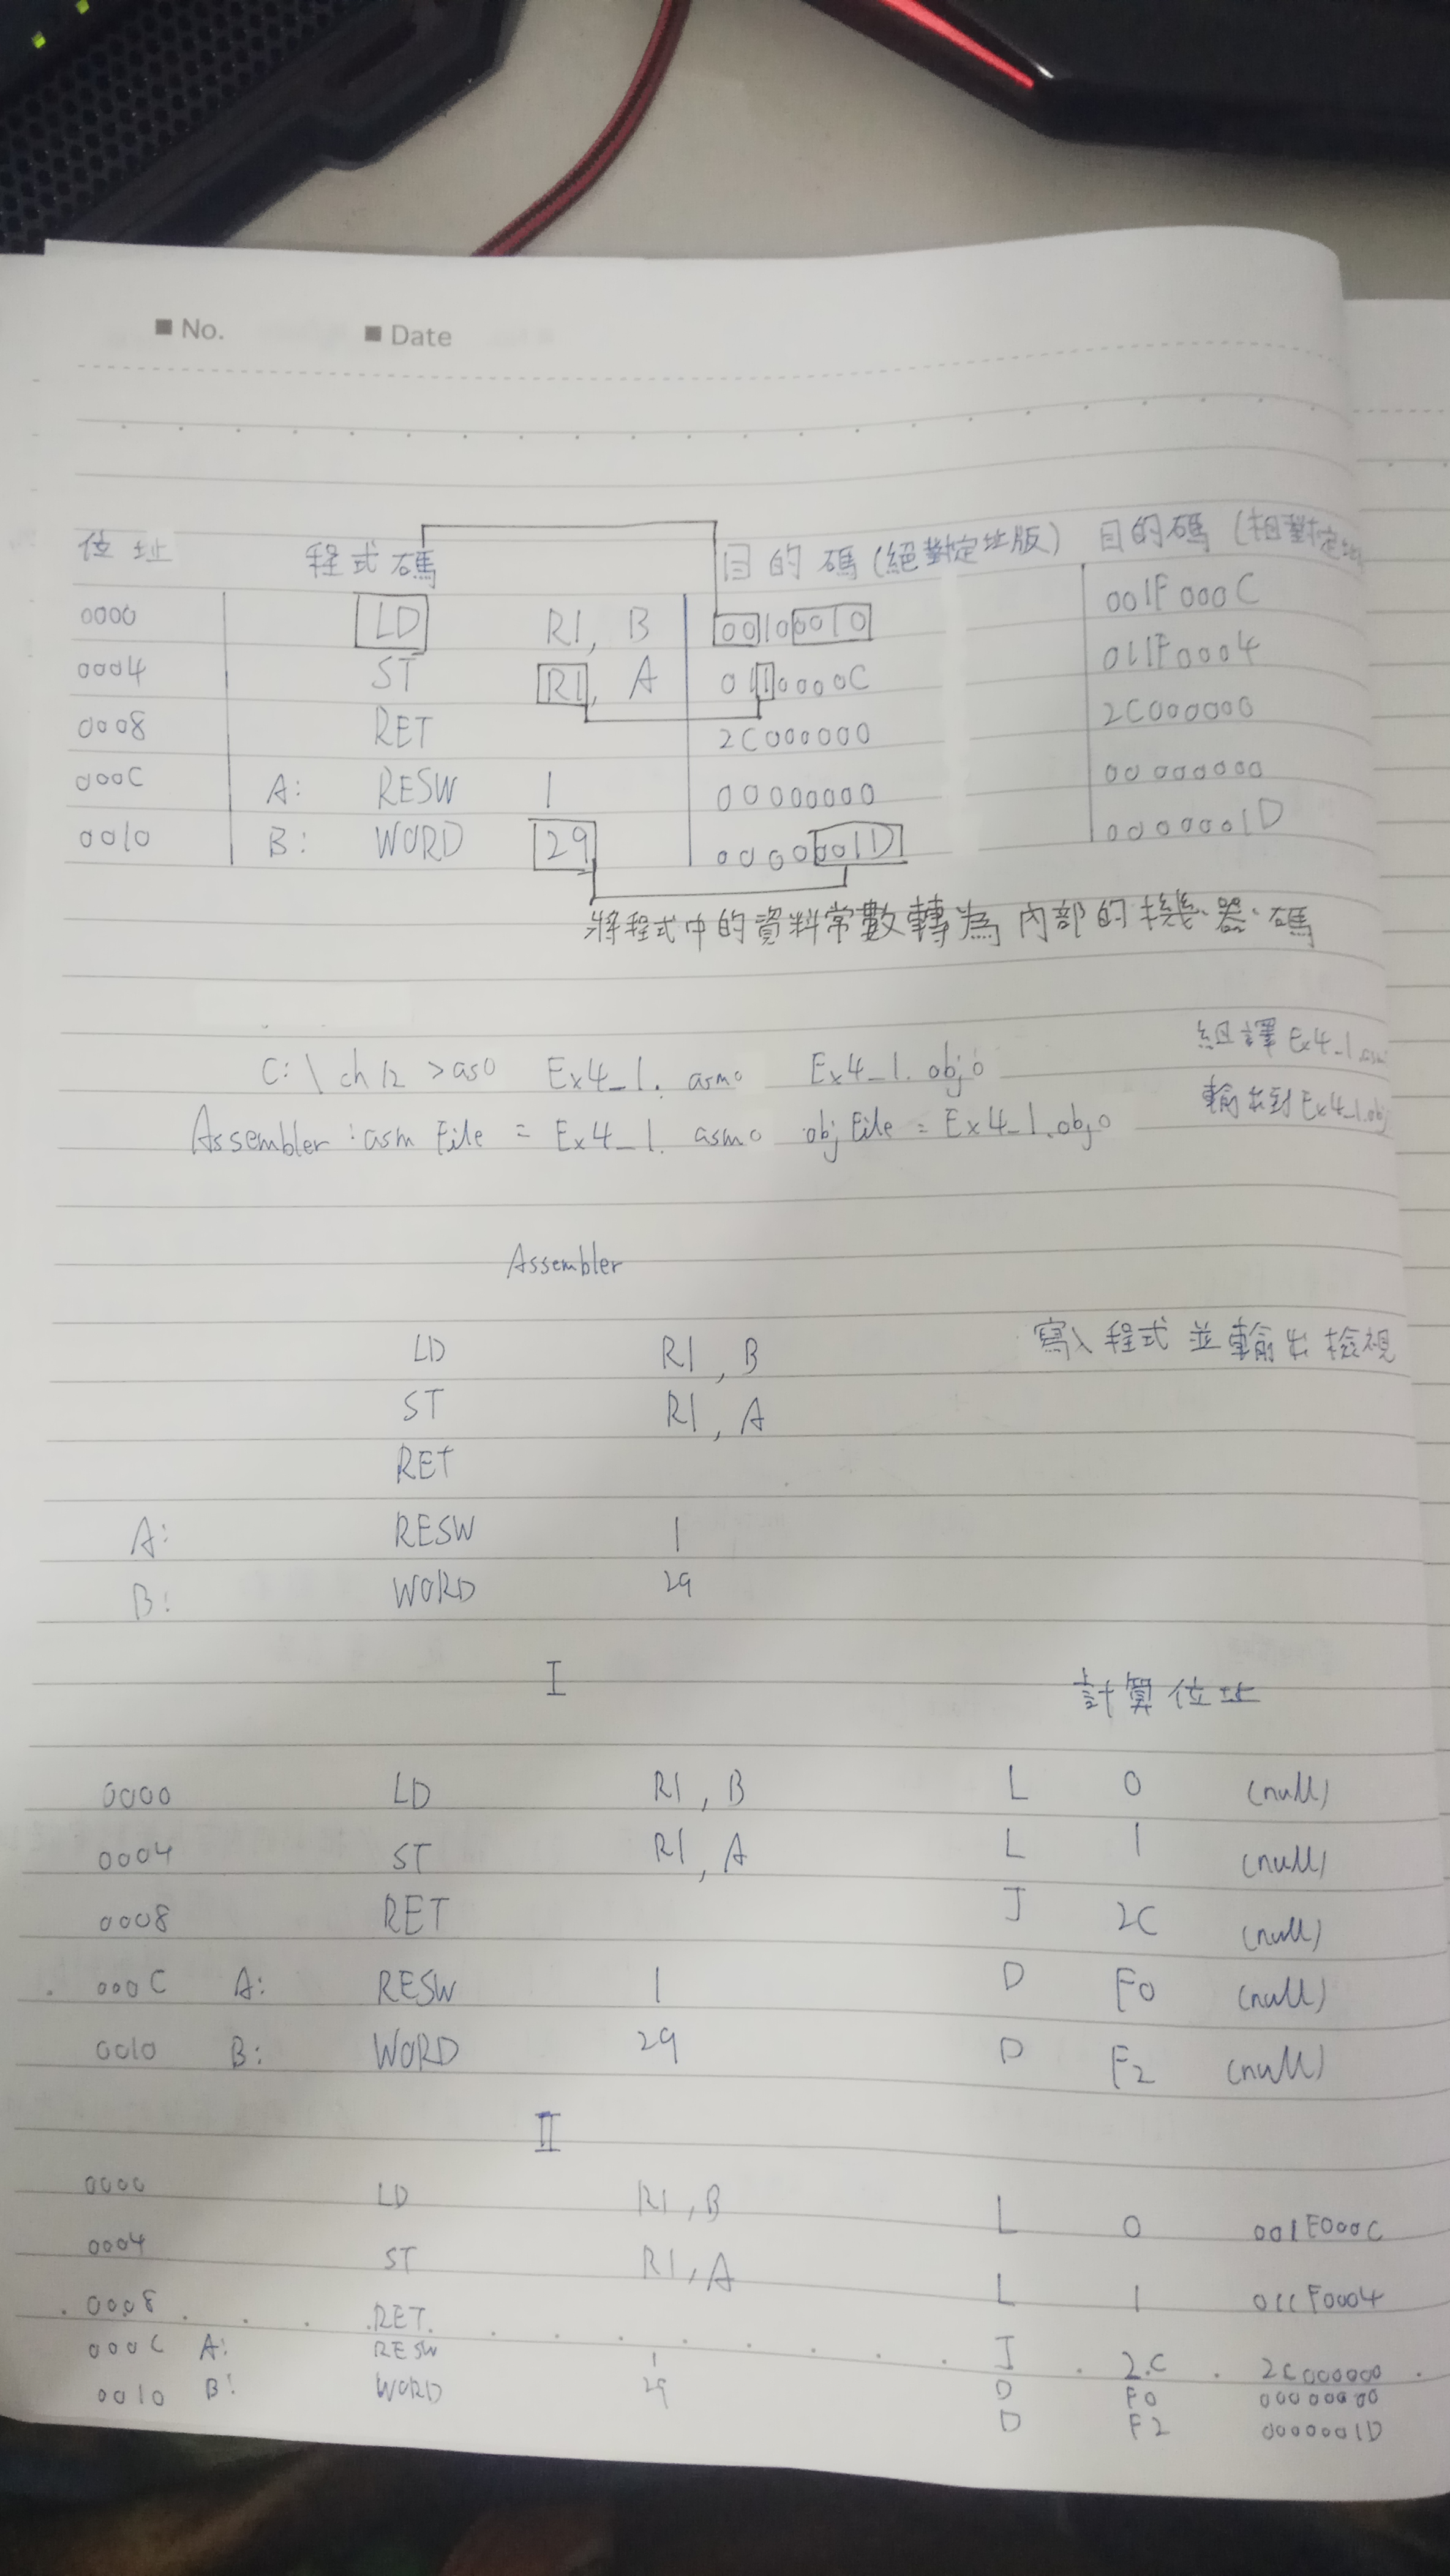 ■ No. ■ Date
位址 程式碼 目的碼(絕對定址版) 目的碼(相對定址
0000 LD R1, B 00100010 001F000C
0004 ST R1, A 0110000C 011F0004
0008 RET 2C000000 2C000000
000C A: RESW 1 00000000 00000000
0010 B: WORD 29 0000001D 0000001D
將程式中的資料常數轉為內部的機器碼
組譯Ex4_1.asm
C:\ch12>as0 Ex4_1.asm0 Ex4_1.obj0
輸出到Ex4_1.obj
Assembler:asm File = Ex4_1.asm0 obj File = Ex4_1.obj0
Assembler
LD R1, B 寫入程式並輸出檢視
ST R1, A
RET
A: RESW 1
B: WORD 29
I 計算位址
0000 LD R1, B L 0 (null)
0004 ST R1, A L 1 (null)
0008 RET J 2C (null)
000C A: RESW 1 D F0 (null)
0010 B: WORD 29 D F2 (null)
II
0000 LD R1, B L 0 001F000C
0004 ST R1, A L 1 011F0004
0008 RET. J 2.C 2C000000
000C A: RESW 1 D F0 00000000
0010 B: WORD 29 D F2 0000001D